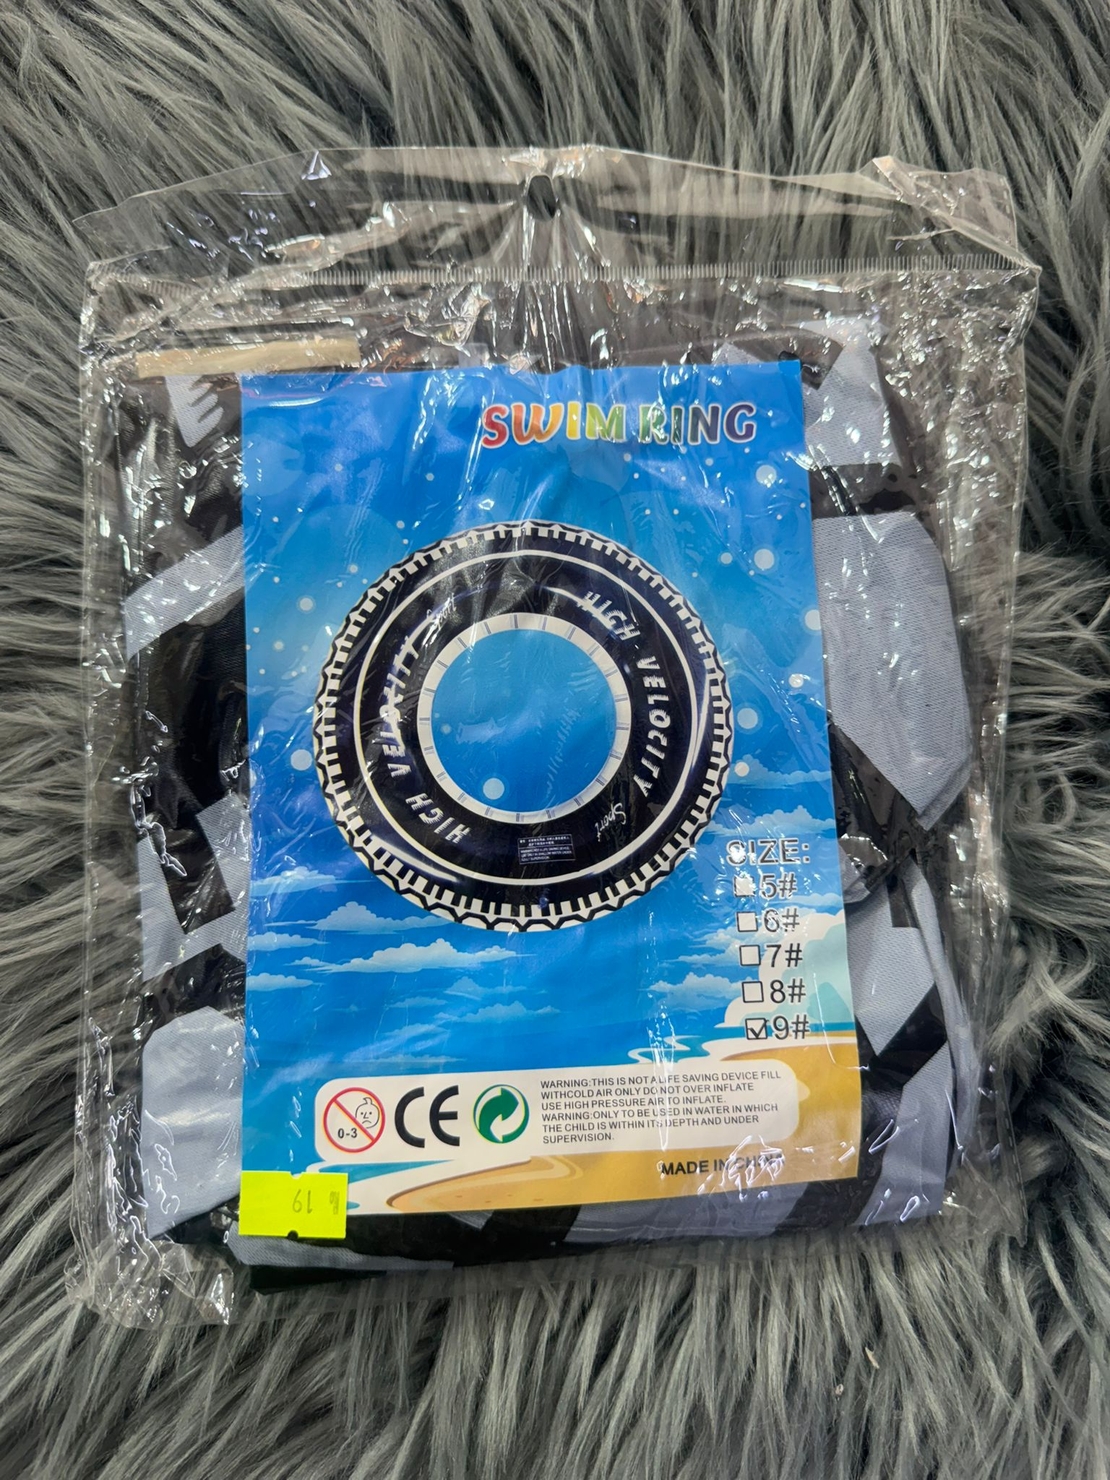 SWIM RING
HIGH VELOCITY Sport
HIGH VELOCITY
Sport
SIZE:
5#
6#
7#
8#
9#
0-3
CE
WARNING:THIS IS NOT A LIFE SAVING DEVICE FILL
WITHCOLD AIR ONLY DO NOT OVER INFLATE
USE HIGH PRESSURE AIR TO INFLATE.
WARNING:ONLY TO BE USED IN WATER IN WHICH
THE CHILD IS WITHIN ITS DEPTH AND UNDER
SUPERVISION.
MADE IN CHINA
19